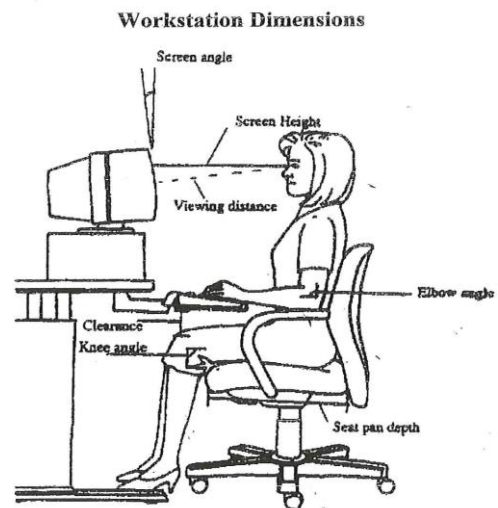 Workstation Dimensions
Screen angle
Screen Height
Viewing distance
Elbow angle
Clearance
Knee angle
Seat pan depth